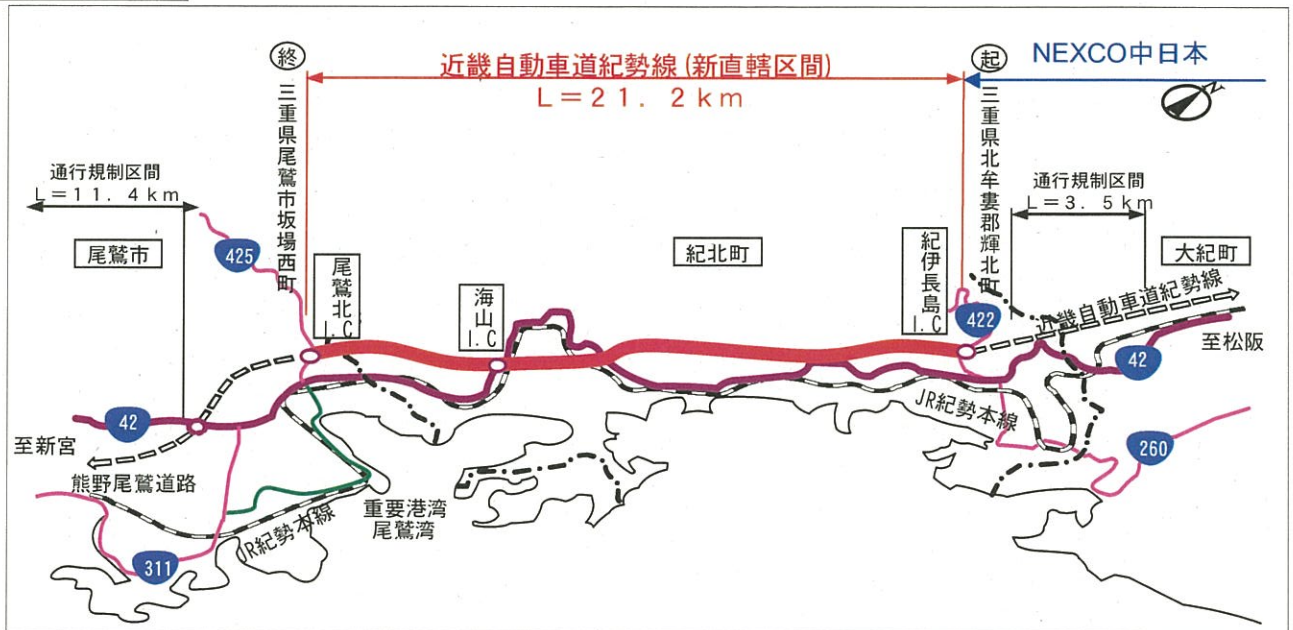 近畿自動車道紀勢線(新直轄区間)
L=21.2km
NEXCO中日本
終
起
N
三重県尾鷲市坂場西町
三重県北牟婁郡輝北町
通行規制区間
L=11.4km
通行規制区間
L=3.5km
尾鷲市
紀北町
大紀町
425
尾鷲北I.C
海山I.C
紀伊長島I.C
422
近畿自動車道紀勢線
42
至松阪
42
至新宮
熊野尾鷲道路
JR紀勢本線
260
重要港湾
尾鷲湾
JR紀勢本線
311